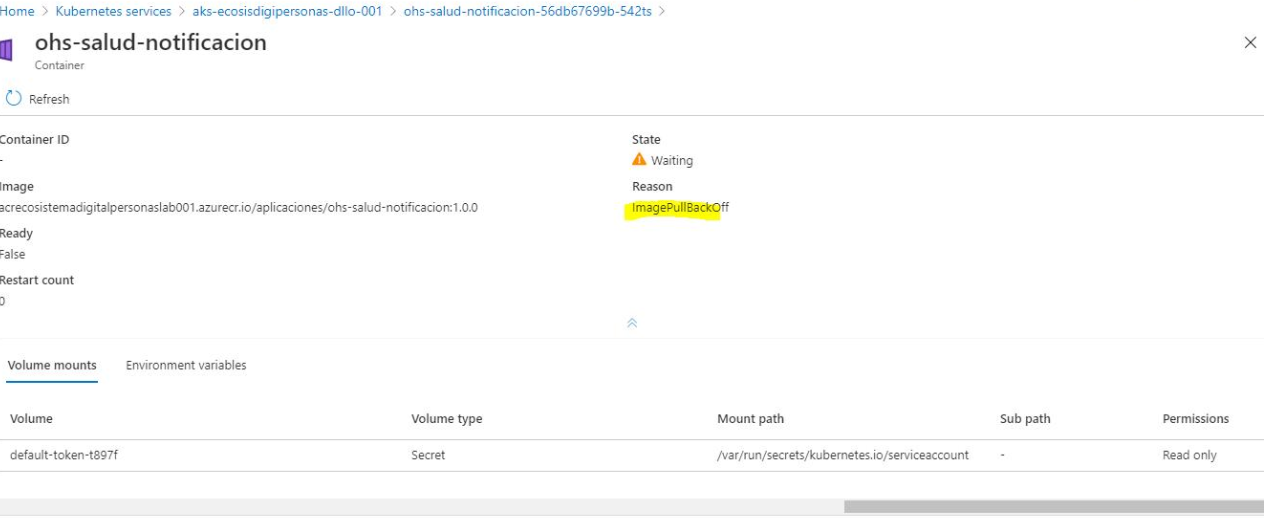 Home > Kubernetes services > aks-ecosisdigipersonas-dllo-001 > ohs-salud-notificacion-56db67699b-542ts >
ohs-salud-notificacion
Container
Refresh
Container ID
-
Image
acrecosistemadigitalpersonaslab001.azurecr.io/aplicaciones/ohs-salud-notificacion:1.0.0
Ready
False
Restart count
0
State
Waiting
Reason
ImagePullBackOff
Volume mounts Environment variables
Volume Volume type Mount path Sub path Permissions
default-token-t897f Secret /var/run/secrets/kubernetes.io/serviceaccount - Read only